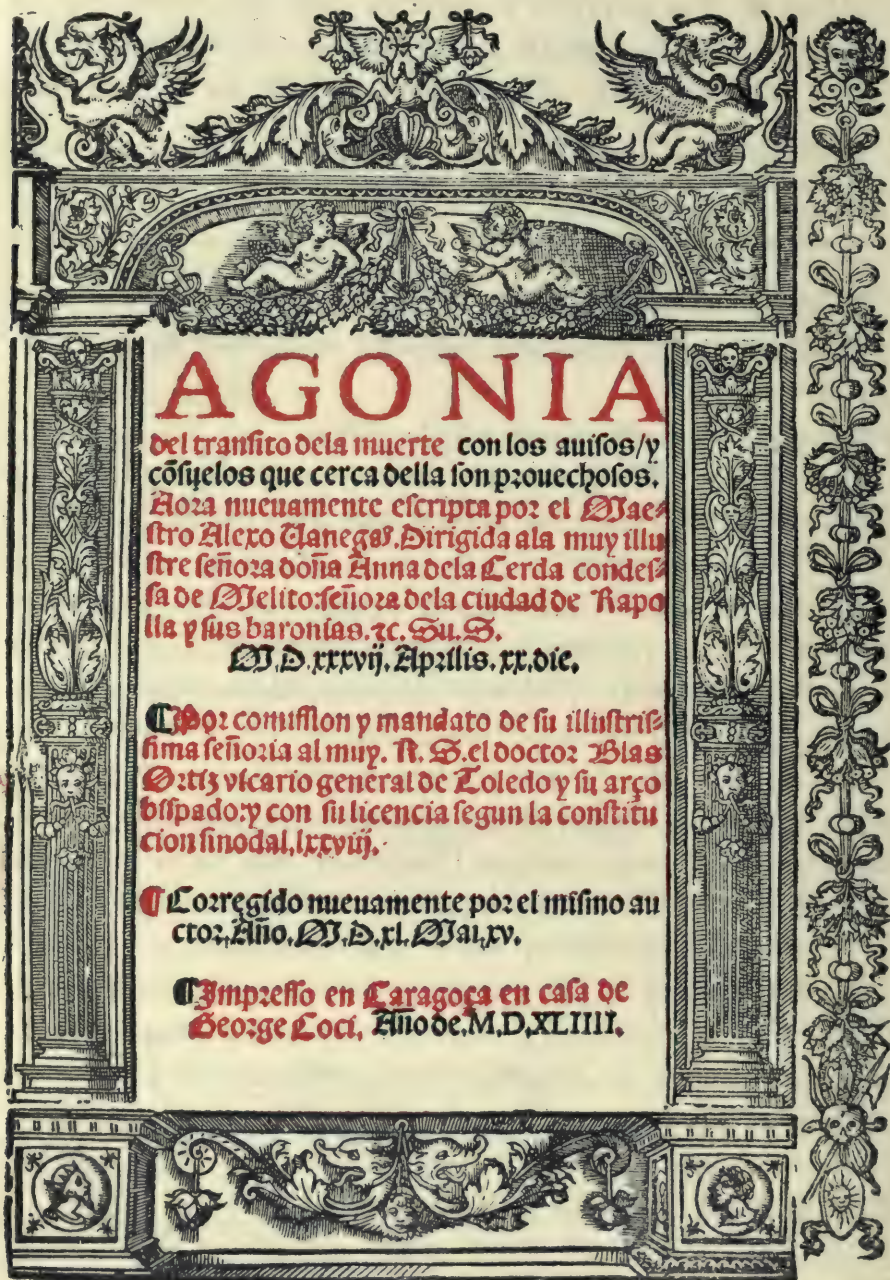 AGONIA
del transito dela muerte con los auisos/y
cõsuelos que cerca della son prouechosos.
Aora nueuamente escripta por el Mae-
stro Alexo Uanegas. Dirigida ala muy illu
stre señora doña Anna dela Cerda condes-
sa de Melito: señora dela ciudad de Rapo
lla y sus baronias. ⁊c. Su. S.
M. D. xxxvij. Aprilis. xx. die.
¶ Por comission y mandato de su illustris-
sima señoria al muy. R. S. el doctor Blas
Ortiz vicario general de Toledo y su arço
bispado: y con su licencia segun la constitu
cion sinodal. lxxviij.
¶ Corregido nueuamente por el mismo au
ctor. Año. M. D. xl. Mai. xv.
¶ Impresso en Caragoça en casa de
George Coci. Año de. M. D. XLIIII.